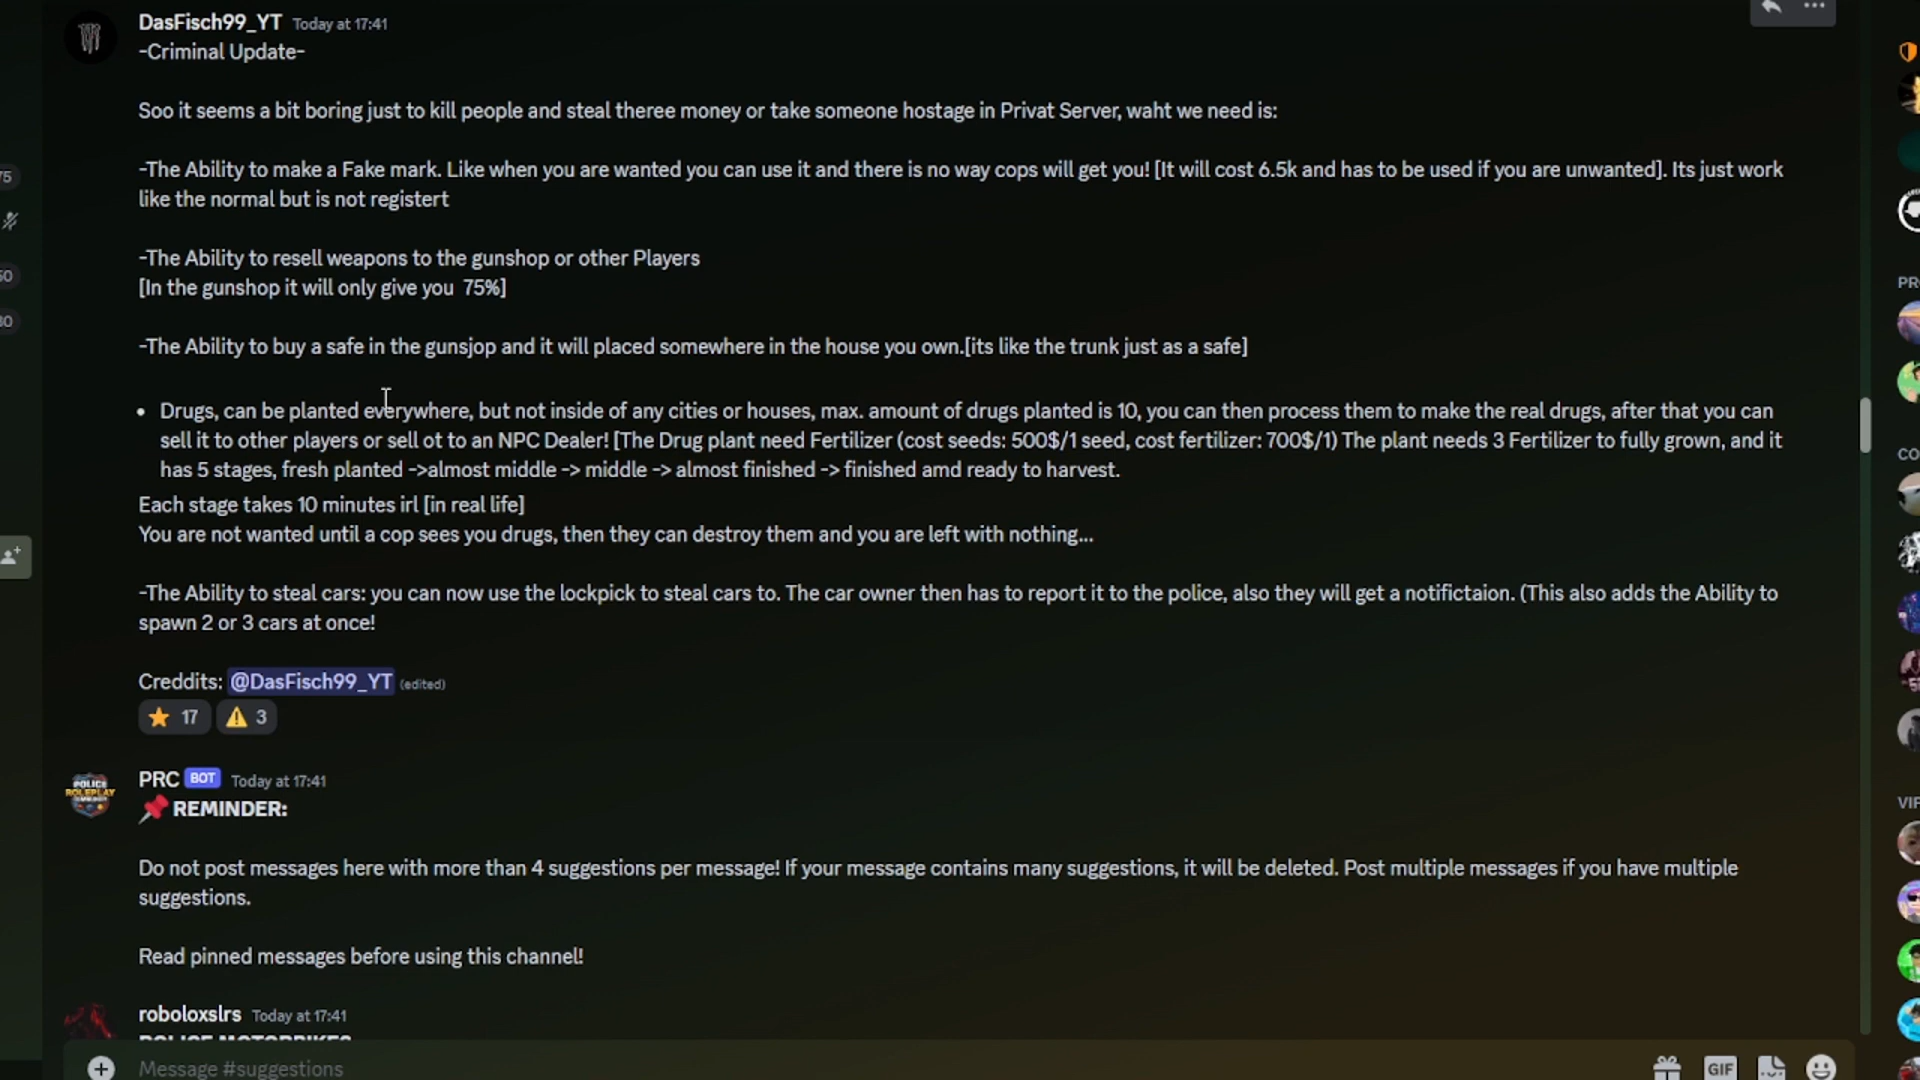 DasFisch99_YT Today at 17:41
-Criminal Update-
Soo it seems a bit boring just to kill people and steal theree money or take someone hostage in Privat Server, waht we need is:
-The Ability to make a Fake mark. Like when you are wanted you can use it and there is no way cops will get you! [It will cost 6.5k and has to be used if you are unwanted]. Its just work
like the normal but is not registert
-The Ability to resell weapons to the gunshop or other Players
[In the gunshop it will only give you 75%]
-The Ability to buy a safe in the gunsjop and it will placed somewhere in the house you own.[its like the trunk just as a safe]
• Drugs, can be planted everywhere, but not inside of any cities or houses, max. amount of drugs planted is 10, you can then process them to make the real drugs, after that you can
sell it to other players or sell ot to an NPC Dealer! [The Drug plant need Fertilizer (cost seeds: 500$/1 seed, cost fertilizer: 700$/1) The plant needs 3 Fertilizer to fully grown, and it
has 5 stages, fresh planted ->almost middle -> middle -> almost finished -> finished amd ready to harvest.
Each stage takes 10 minutes irl [in real life]
You are not wanted until a cop sees you drugs, then they can destroy them and you are left with nothing...
-The Ability to steal cars: you can now use the lockpick to steal cars to. The car owner then has to report it to the police, also they will get a notifictaion. (This also adds the Ability to
spawn 2 or 3 cars at once!
Creddits: @DasFisch99_YT (edited)
17 3
PRC BOT Today at 17:41
REMINDER:
Do not post messages here with more than 4 suggestions per message! If your message contains many suggestions, it will be deleted. Post multiple messages if you have multiple
suggestions.
Read pinned messages before using this channel!
roboloxslrs Today at 17:41
POLICE MOTORBIKES
Message #suggestions
GIF